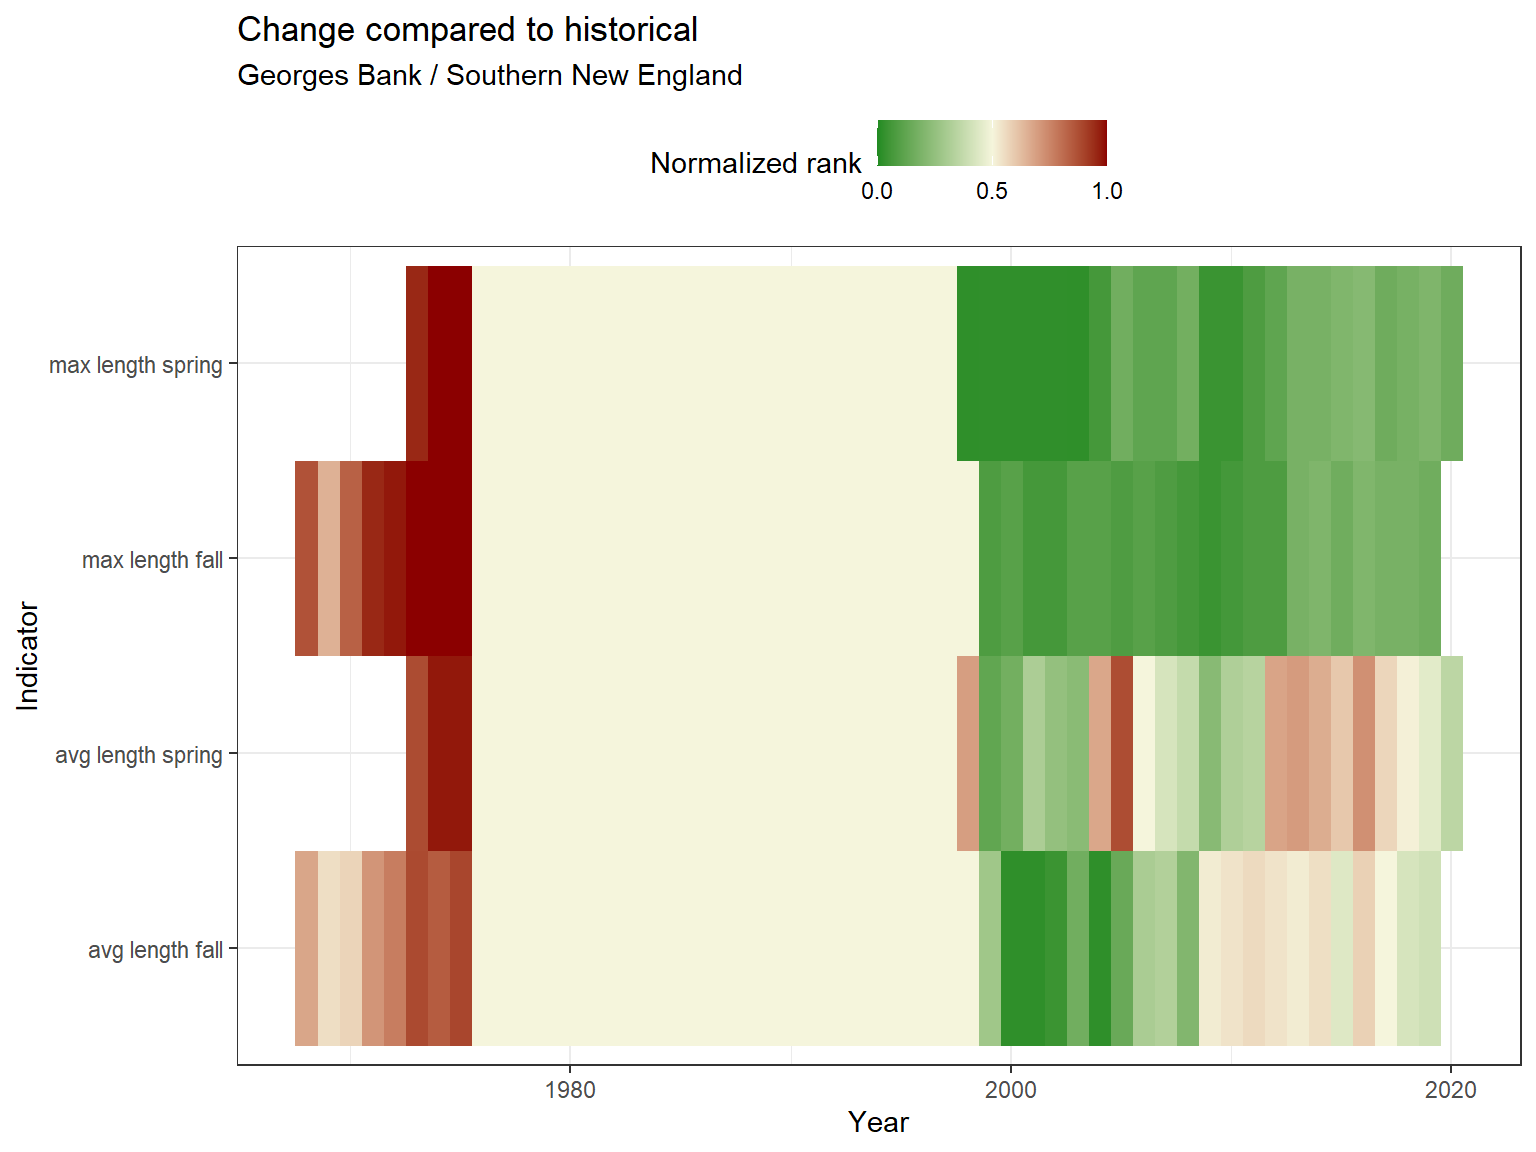 Change compared to historical
Georges Bank / Southern New England
Normalized rank
0.0 0.5 1.0
max length spring
max length fall
avg length spring
avg length fall
Indicator
1980 2000 2020
Year